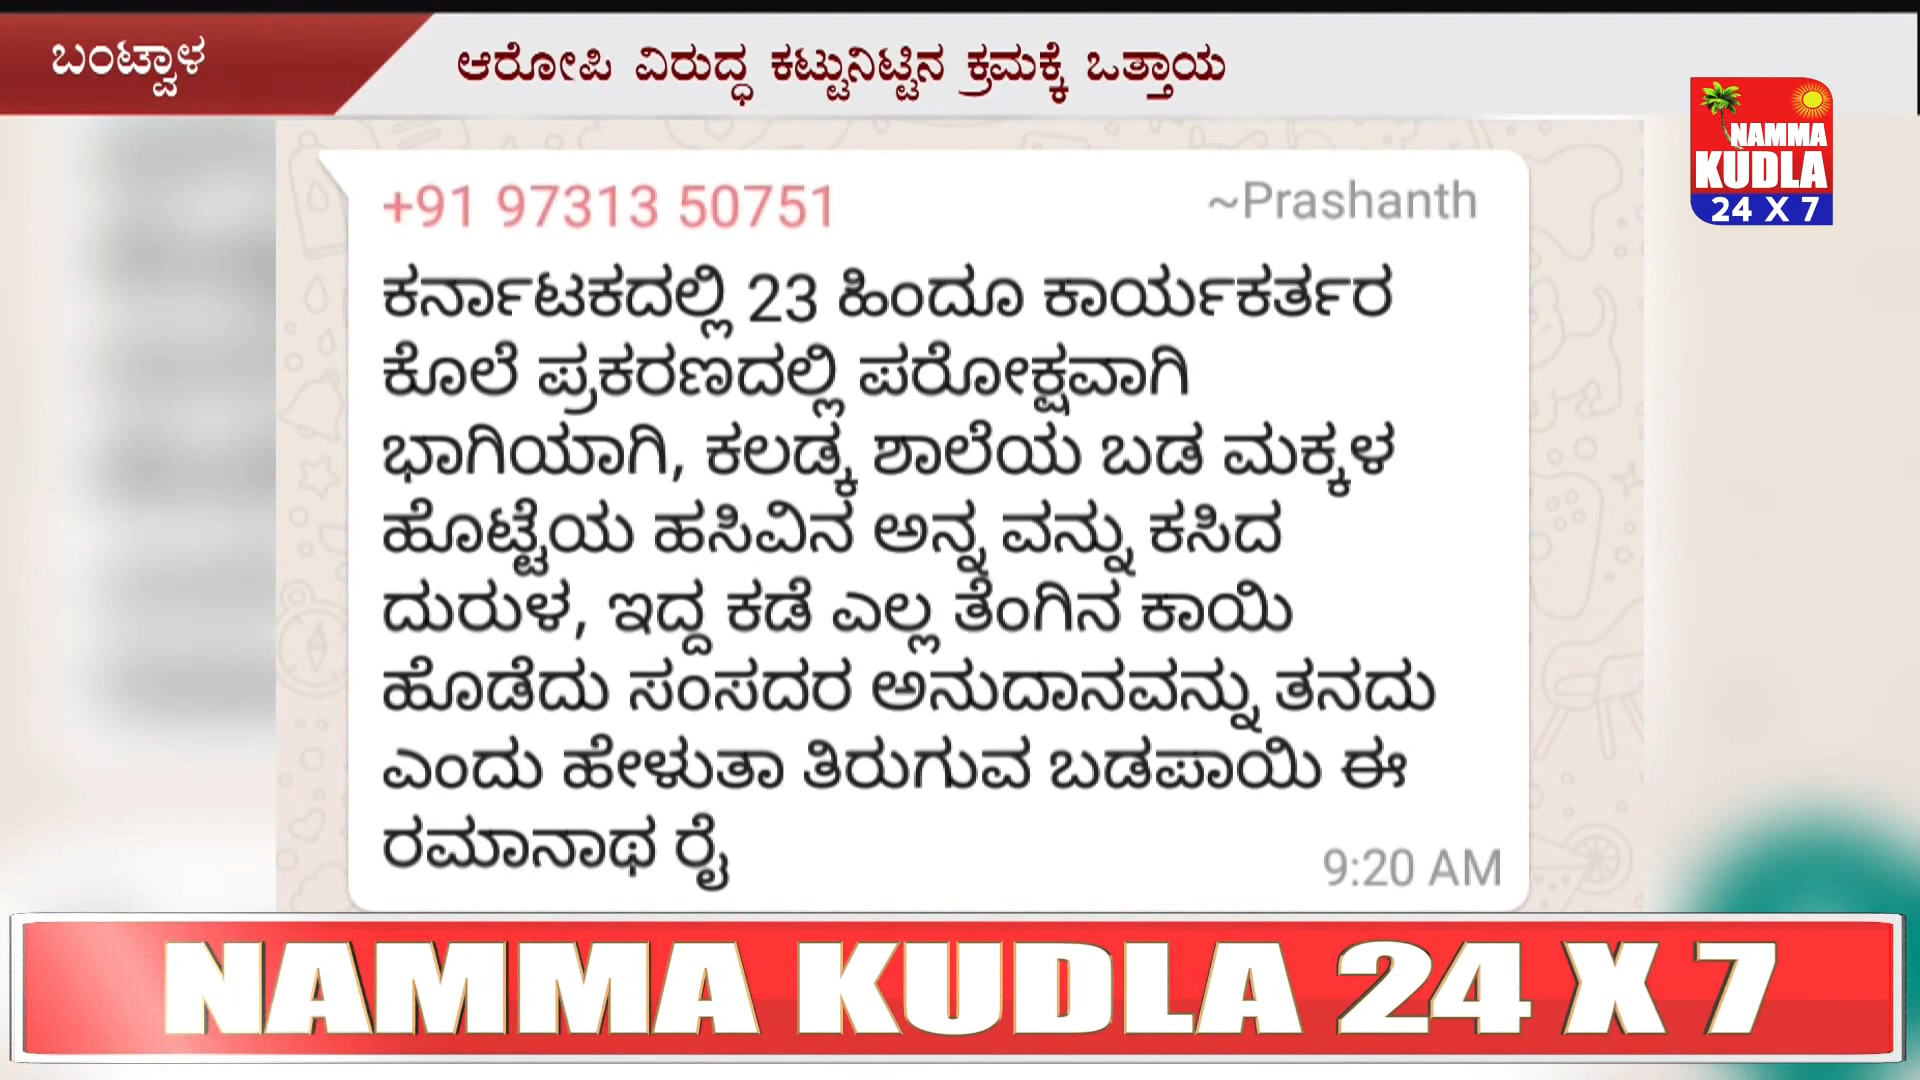 ಬಂಟ್ವಾಳ
ಆರೋಪಿ ವಿರುದ್ಧ ಕಟ್ಟುನಿಟ್ಟಿನ ಕ್ರಮಕ್ಕೆ ಒತ್ತಾಯ
NAMMA
KUDLA
24 X 7
+91 97313 50751 ~Prashanth
ಕರ್ನಾಟಕದಲ್ಲಿ 23 ಹಿಂದೂ ಕಾರ್ಯಕರ್ತರ
ಕೊಲೆ ಪ್ರಕರಣದಲ್ಲಿ ಪರೋಕ್ಷವಾಗಿ
ಭಾಗಿಯಾಗಿ, ಕಲಡ್ಕ ಶಾಲೆಯ ಬಡ ಮಕ್ಕಳ
ಹೊಟ್ಟೆಯ ಹಸಿವಿನ ಅನ್ನ ವನ್ನು ಕಸಿದ
ದುರುಳ, ಇದ್ದ ಕಡೆ ಎಲ್ಲ ತೆಂಗಿನ ಕಾಯಿ
ಹೊಡೆದು ಸಂಸದರ ಅನುದಾನವನ್ನು ತನದು
ಎಂದು ಹೇಳುತಾ ತಿರುಗುವ ಬಡಪಾಯಿ ಈ
ರಮಾನಾಥ ರೈ
9:20 AM
NAMMA KUDLA 24 X 7